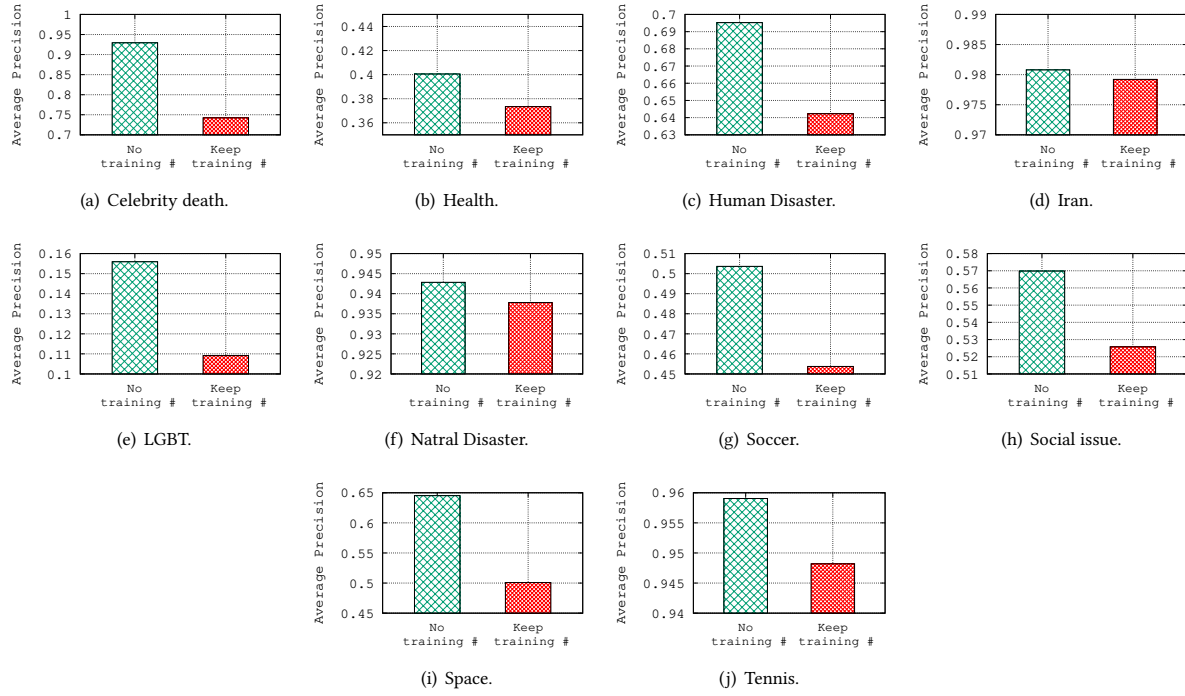 Average Precision
1
0.95
0.9
0.85
0.8
0.75
0.7
No training #
Keep training #
(a) Celebrity death.
Average Precision
0.44
0.42
0.4
0.38
0.36
No training #
Keep training #
(b) Health.
Average Precision
0.7
0.69
0.68
0.67
0.66
0.65
0.64
0.63
No training #
Keep training #
(c) Human Disaster.
Average Precision
0.99
0.985
0.98
0.975
0.97
No training #
Keep training #
(d) Iran.
Average Precision
0.16
0.15
0.14
0.13
0.12
0.11
0.1
No training #
Keep training #
(e) LGBT.
Average Precision
0.95
0.945
0.94
0.935
0.93
0.925
0.92
No training #
Keep training #
(f) Natral Disaster.
Average Precision
0.51
0.5
0.49
0.48
0.47
0.46
0.45
No training #
Keep training #
(g) Soccer.
Average Precision
0.58
0.57
0.56
0.55
0.54
0.53
0.52
0.51
No training #
Keep training #
(h) Social issue.
Average Precision
0.65
0.6
0.55
0.5
0.45
No training #
Keep training #
(i) Space.
Average Precision
0.96
0.955
0.95
0.945
0.94
No training #
Keep training #
(j) Tennis.